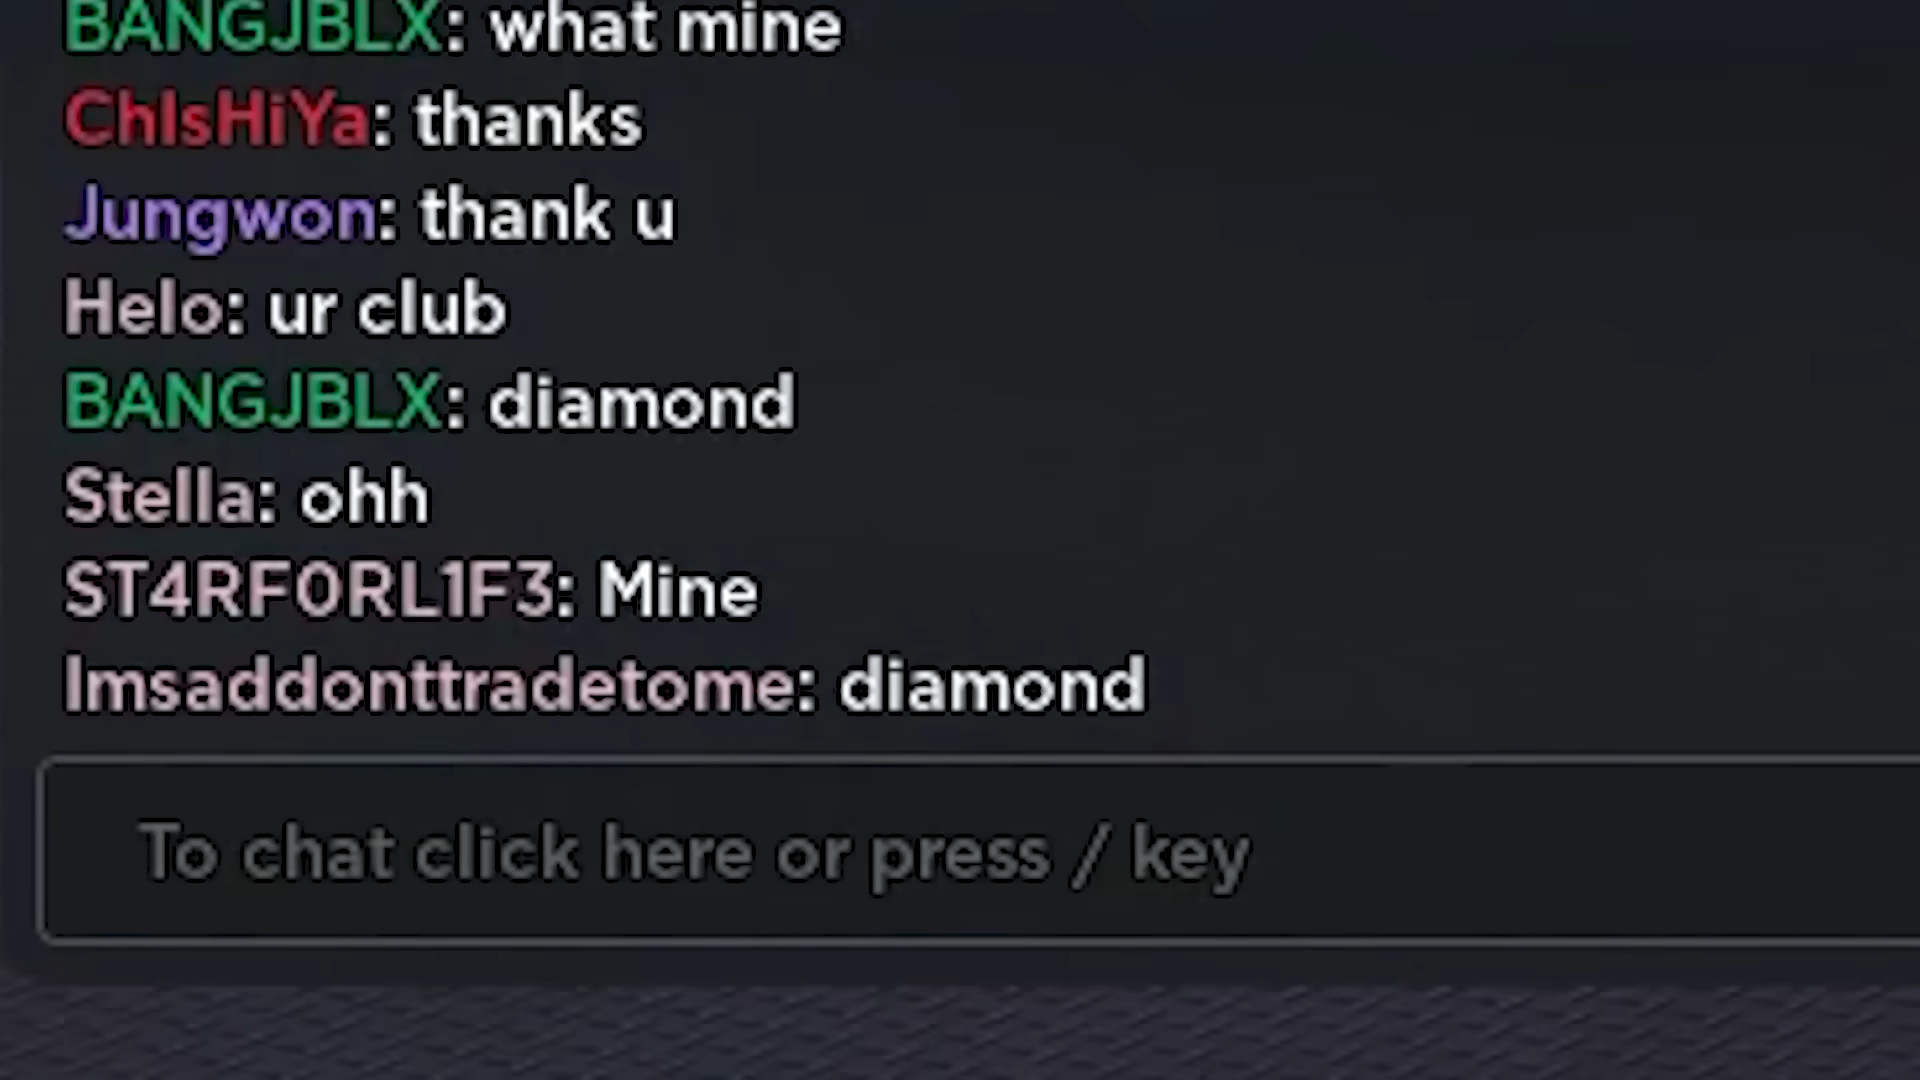 BANGJBLX: what mine
ChIsHiYa: thanks
Jungwon: thank u
Helo: ur club
BANGJBLX: diamond
Stella: ohh
ST4RF0RL1F3: Mine
Imsaddonttradetome: diamond
To chat click here or press / key